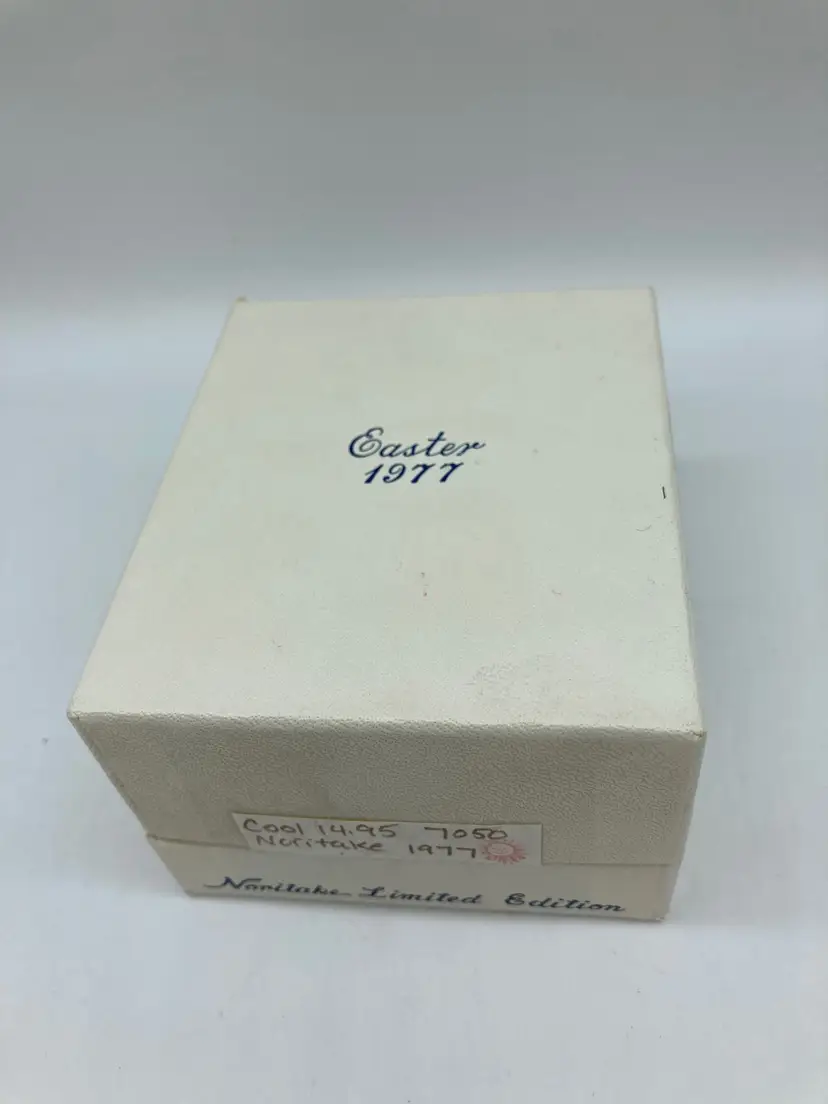 Easter
1977
Cool 14.95 7050
Noritake 1977
Noritake Limited Edition